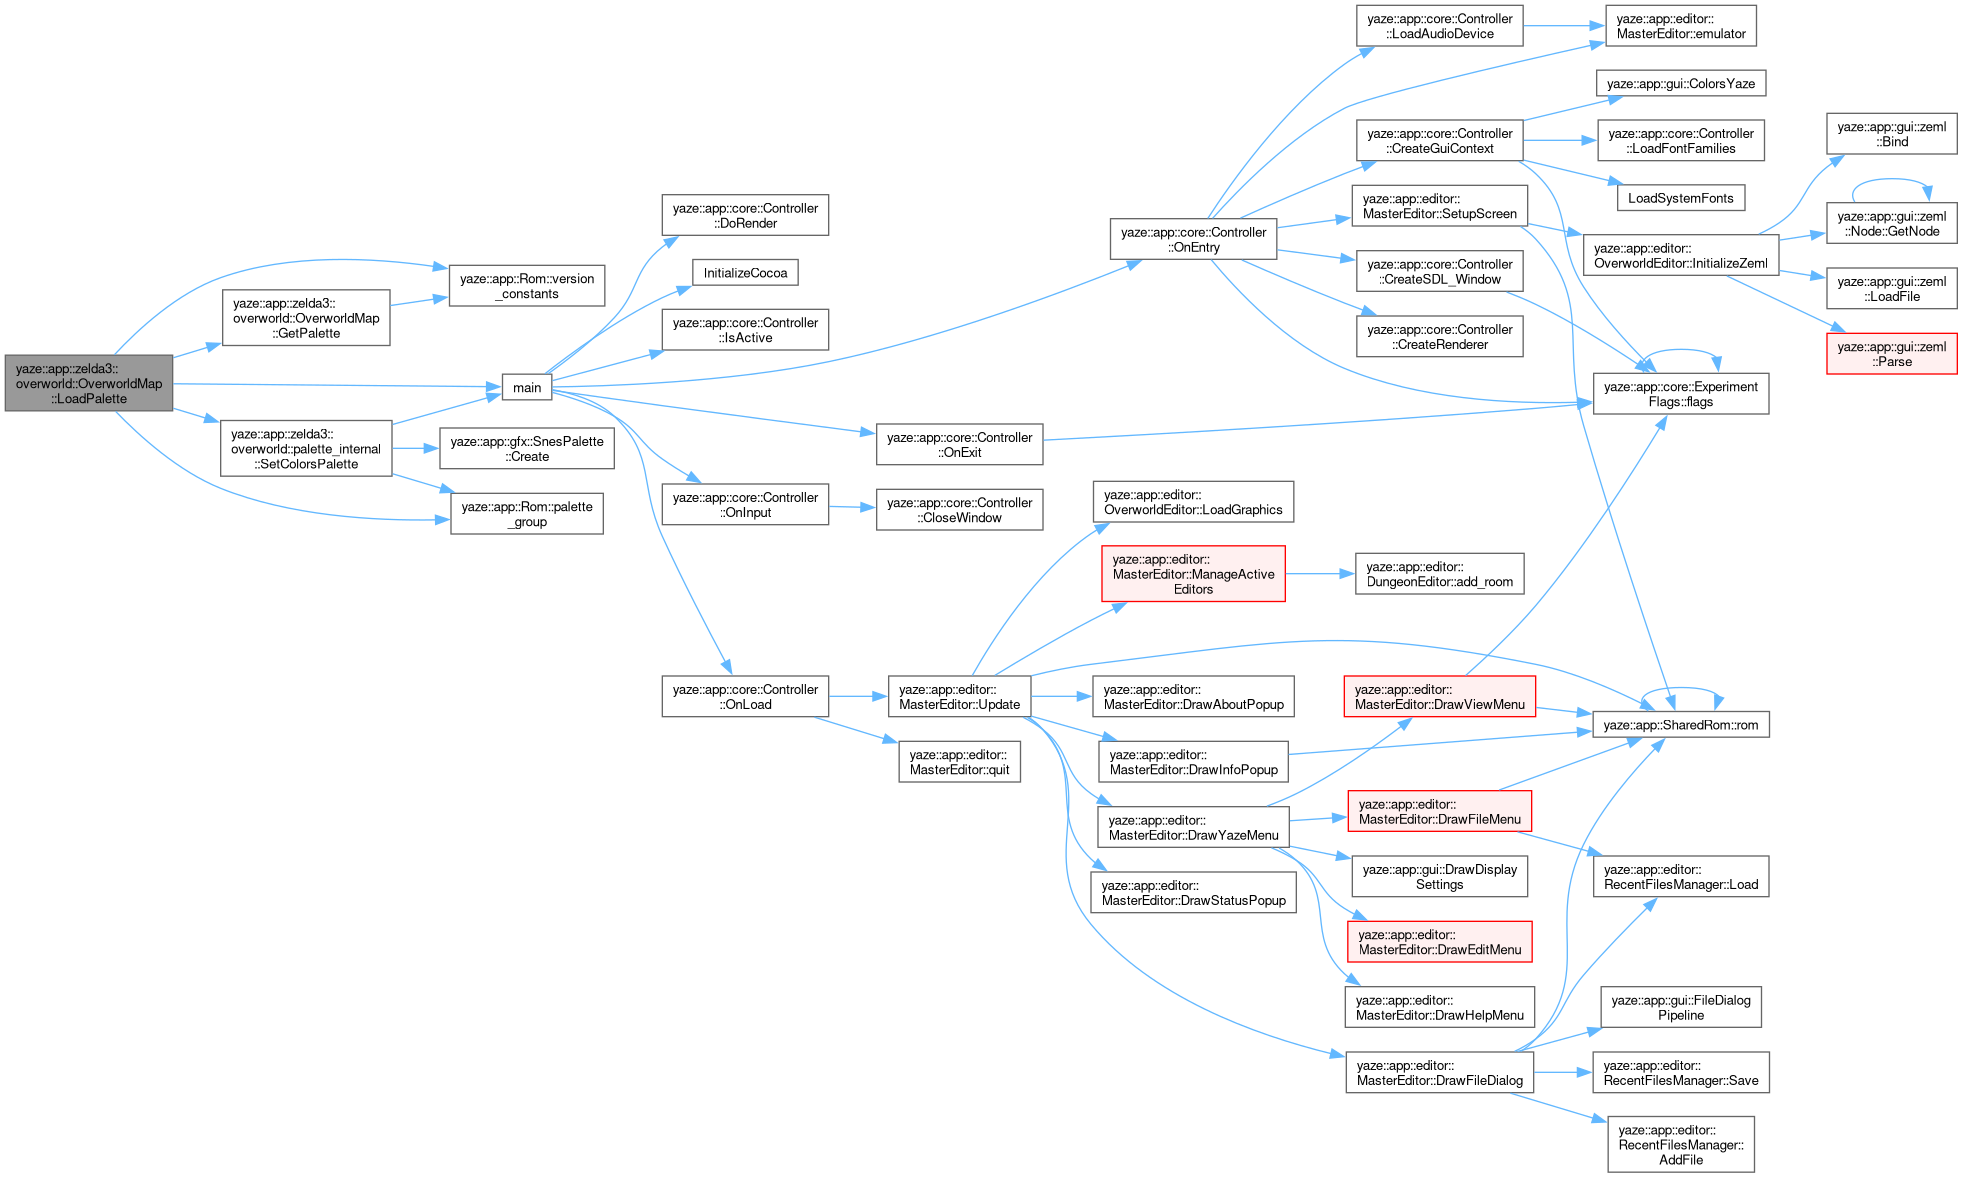 yaze::app::zelda3::
overworld::OverworldMap
::LoadPalette
yaze::app::zelda3::
overworld::OverworldMap
::GetPalette
yaze::app::zelda3::
overworld::palette_internal
::SetColorsPalette
yaze::app::Rom::version
_constants
main
yaze::app::gfx::SnesPalette
::Create
yaze::app::Rom::palette
_group
yaze::app::core::Controller
::DoRender
InitializeCocoa
yaze::app::core::Controller
::IsActive
yaze::app::core::Controller
::OnInput
yaze::app::core::Controller
::OnLoad
yaze::app::core::Controller
::OnExit
yaze::app::core::Controller
::CloseWindow
yaze::app::editor::
MasterEditor::Update
yaze::app::editor::
MasterEditor::quit
yaze::app::core::Controller
::OnEntry
yaze::app::editor::
OverworldEditor::LoadGraphics
yaze::app::editor::
MasterEditor::ManageActive
Editors
yaze::app::editor::
MasterEditor::DrawAboutPopup
yaze::app::editor::
MasterEditor::DrawInfoPopup
yaze::app::editor::
MasterEditor::DrawYazeMenu
yaze::app::editor::
MasterEditor::DrawStatusPopup
yaze::app::core::Controller
::LoadAudioDevice
yaze::app::core::Controller
::CreateGuiContext
yaze::app::editor::
MasterEditor::SetupScreen
yaze::app::core::Controller
::CreateSDL_Window
yaze::app::core::Controller
::CreateRenderer
yaze::app::editor::
DungeonEditor::add_room
yaze::app::editor::
MasterEditor::DrawViewMenu
yaze::app::editor::
MasterEditor::DrawFileMenu
yaze::app::gui::DrawDisplay
Settings
yaze::app::editor::
MasterEditor::DrawEditMenu
yaze::app::editor::
MasterEditor::DrawHelpMenu
yaze::app::editor::
MasterEditor::DrawFileDialog
yaze::app::editor::
MasterEditor::emulator
yaze::app::gui::ColorsYaze
yaze::app::core::Controller
::LoadFontFamilies
LoadSystemFonts
yaze::app::editor::
OverworldEditor::InitializeZeml
yaze::app::core::Experiment
Flags::flags
yaze::app::SharedRom::rom
yaze::app::editor::
RecentFilesManager::Load
yaze::app::gui::FileDialog
Pipeline
yaze::app::editor::
RecentFilesManager::Save
yaze::app::editor::
RecentFilesManager::
AddFile
yaze::app::gui::zeml
::Bind
yaze::app::gui::zeml
::Node::GetNode
yaze::app::gui::zeml
::LoadFile
yaze::app::gui::zeml
::Parse